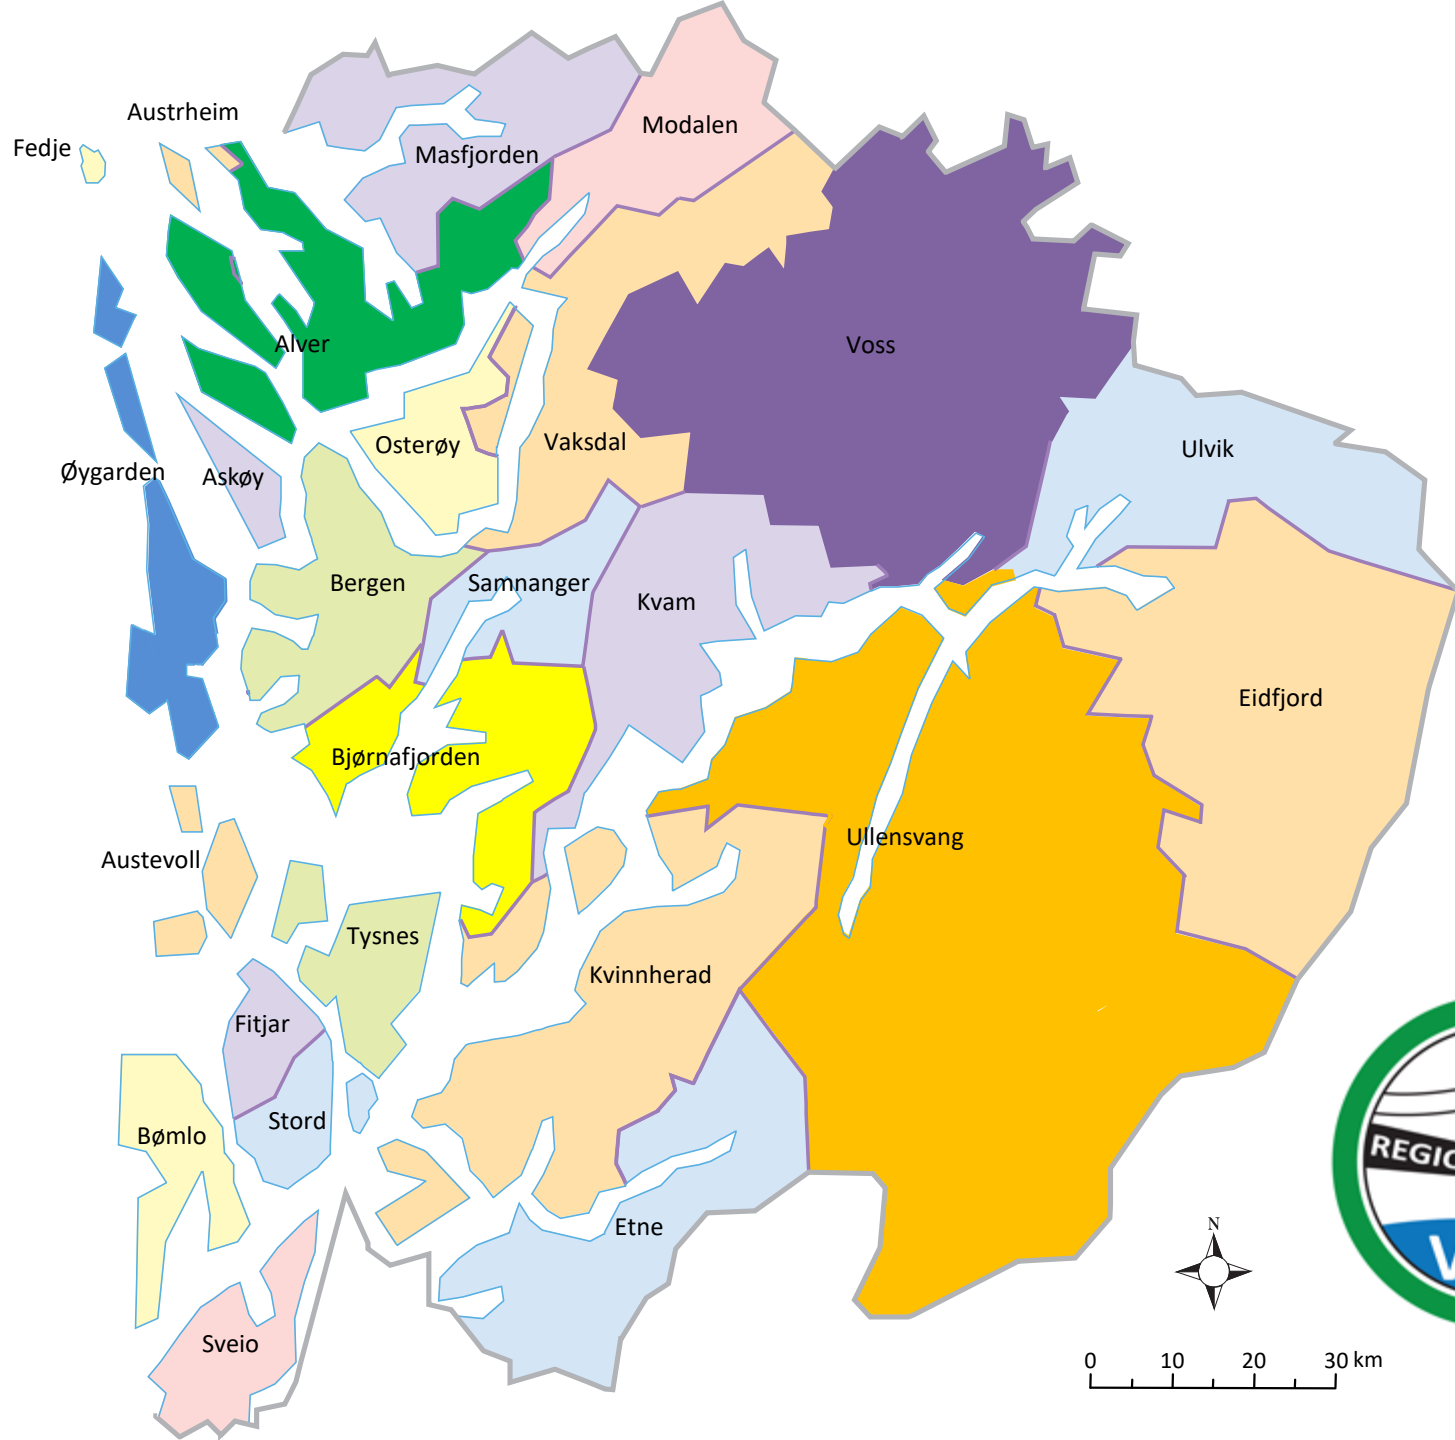 Austrheim
Modalen
Fedje
Masfjorden
Alver
Voss
Osterøy
Vaksdal
Ulvik
Øygarden
Askøy
Bergen
Samnanger
Kvam
Eidfjord
Bjørnafjorden
Ullensvang
Austevoll
Tysnes
Kvinnherad
Fitjar
Stord
Bømlo
REGIO
Etne
N
V
Sveio
0 10 20 30 km